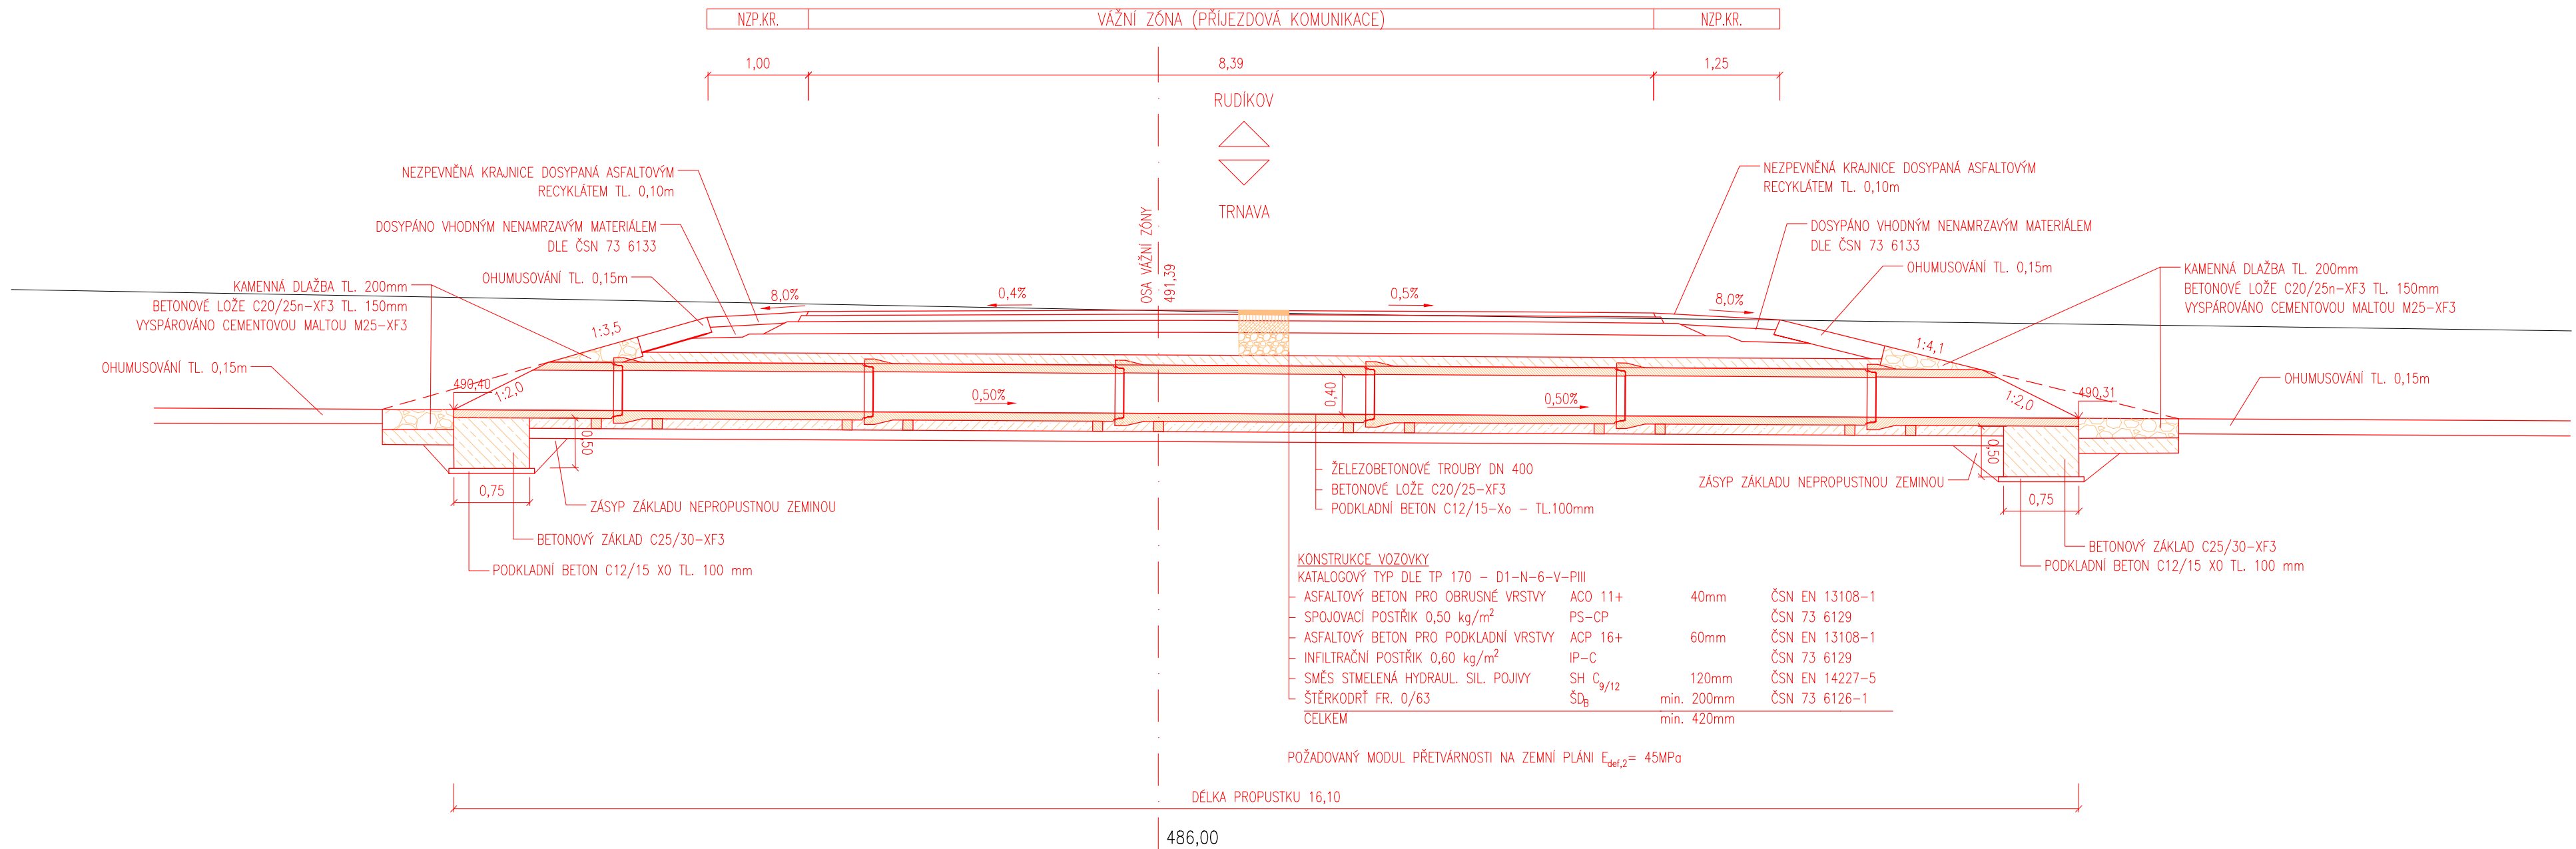 NZP.KR. VÁŽNÍ ZÓNA (PŘÍJEZDOVÁ KOMUNIKACE) NZP.KR.
1,00 8,39 1,25
RUDÍKOV
TRNAVA
OSA VÁŽNÍ ZÓNY
491,39
NEZPEVNĚNÁ KRAJNICE DOSYPANÁ ASFALTOVÝM
RECYKLÁTEM TL. 0,10m
DOSYPÁNO VHODNÝM NENAMRZAVÝM MATERIÁLEM
DLE ČSN 73 6133
OHUMUSOVÁNÍ TL. 0,15m
KAMENNÁ DLAŽBA TL. 200mm
BETONOVÉ LOŽE C20/25n-XF3 TL. 150mm
VYSPÁROVÁNO CEMENTOVOU MALTOU M25-XF3
OHUMUSOVÁNÍ TL. 0,15m
NEZPEVNĚNÁ KRAJNICE DOSYPANÁ ASFALTOVÝM
RECYKLÁTEM TL. 0,10m
DOSYPÁNO VHODNÝM NENAMRZAVÝM MATERIÁLEM
DLE ČSN 73 6133
OHUMUSOVÁNÍ TL. 0,15m
KAMENNÁ DLAŽBA TL. 200mm
BETONOVÉ LOŽE C20/25n-XF3 TL. 150mm
VYSPÁROVÁNO CEMENTOVOU MALTOU M25-XF3
OHUMUSOVÁNÍ TL. 0,15m
8,0% 0,4% 0,5% 8,0%
1:3,5
1:4,1
490,40
1:2,0
0,50%
0,40
0,50%
1:2,0
490,31
0,50
0,75
0,50
0,75
ZÁSYP ZÁKLADU NEPROPUSTNOU ZEMINOU
BETONOVÝ ZÁKLAD C25/30-XF3
PODKLADNÍ BETON C12/15 X0 TL. 100 mm
ŽELEZOBETONOVÉ TROUBY DN 400
BETONOVÉ LOŽE C20/25-XF3
PODKLADNÍ BETON C12/15-Xo - TL.100mm
ZÁSYP ZÁKLADU NEPROPUSTNOU ZEMINOU
BETONOVÝ ZÁKLAD C25/30-XF3
PODKLADNÍ BETON C12/15 X0 TL. 100 mm
KONSTRUKCE VOZOVKY
KATALOGOVÝ TYP DLE TP 170 - D1-N-6-V-PIII
ASFALTOVÝ BETON PRO OBRUSNÉ VRSTVY ACO 11+ 40mm ČSN EN 13108-1
SPOJOVACÍ POSTŘIK 0,50 kg/m² PS-CP ČSN 73 6129
ASFALTOVÝ BETON PRO PODKLADNÍ VRSTVY ACP 16+ 60mm ČSN EN 13108-1
INFILTRAČNÍ POSTŘIK 0,60 kg/m² IP-C ČSN 73 6129
SMĚS STMELENÁ HYDRAUL. SIL. POJIVY SH C9/12 120mm ČSN EN 14227-5
ŠTĚRKODRŤ FR. 0/63 ŠDB min. 200mm ČSN 73 6126-1
CELKEM min. 420mm
POŽADOVANÝ MODUL PŘETVÁRNOSTI NA ZEMNÍ PLÁNI Edef,2= 45MPa
DÉLKA PROPUSTKU 16,10
486,00